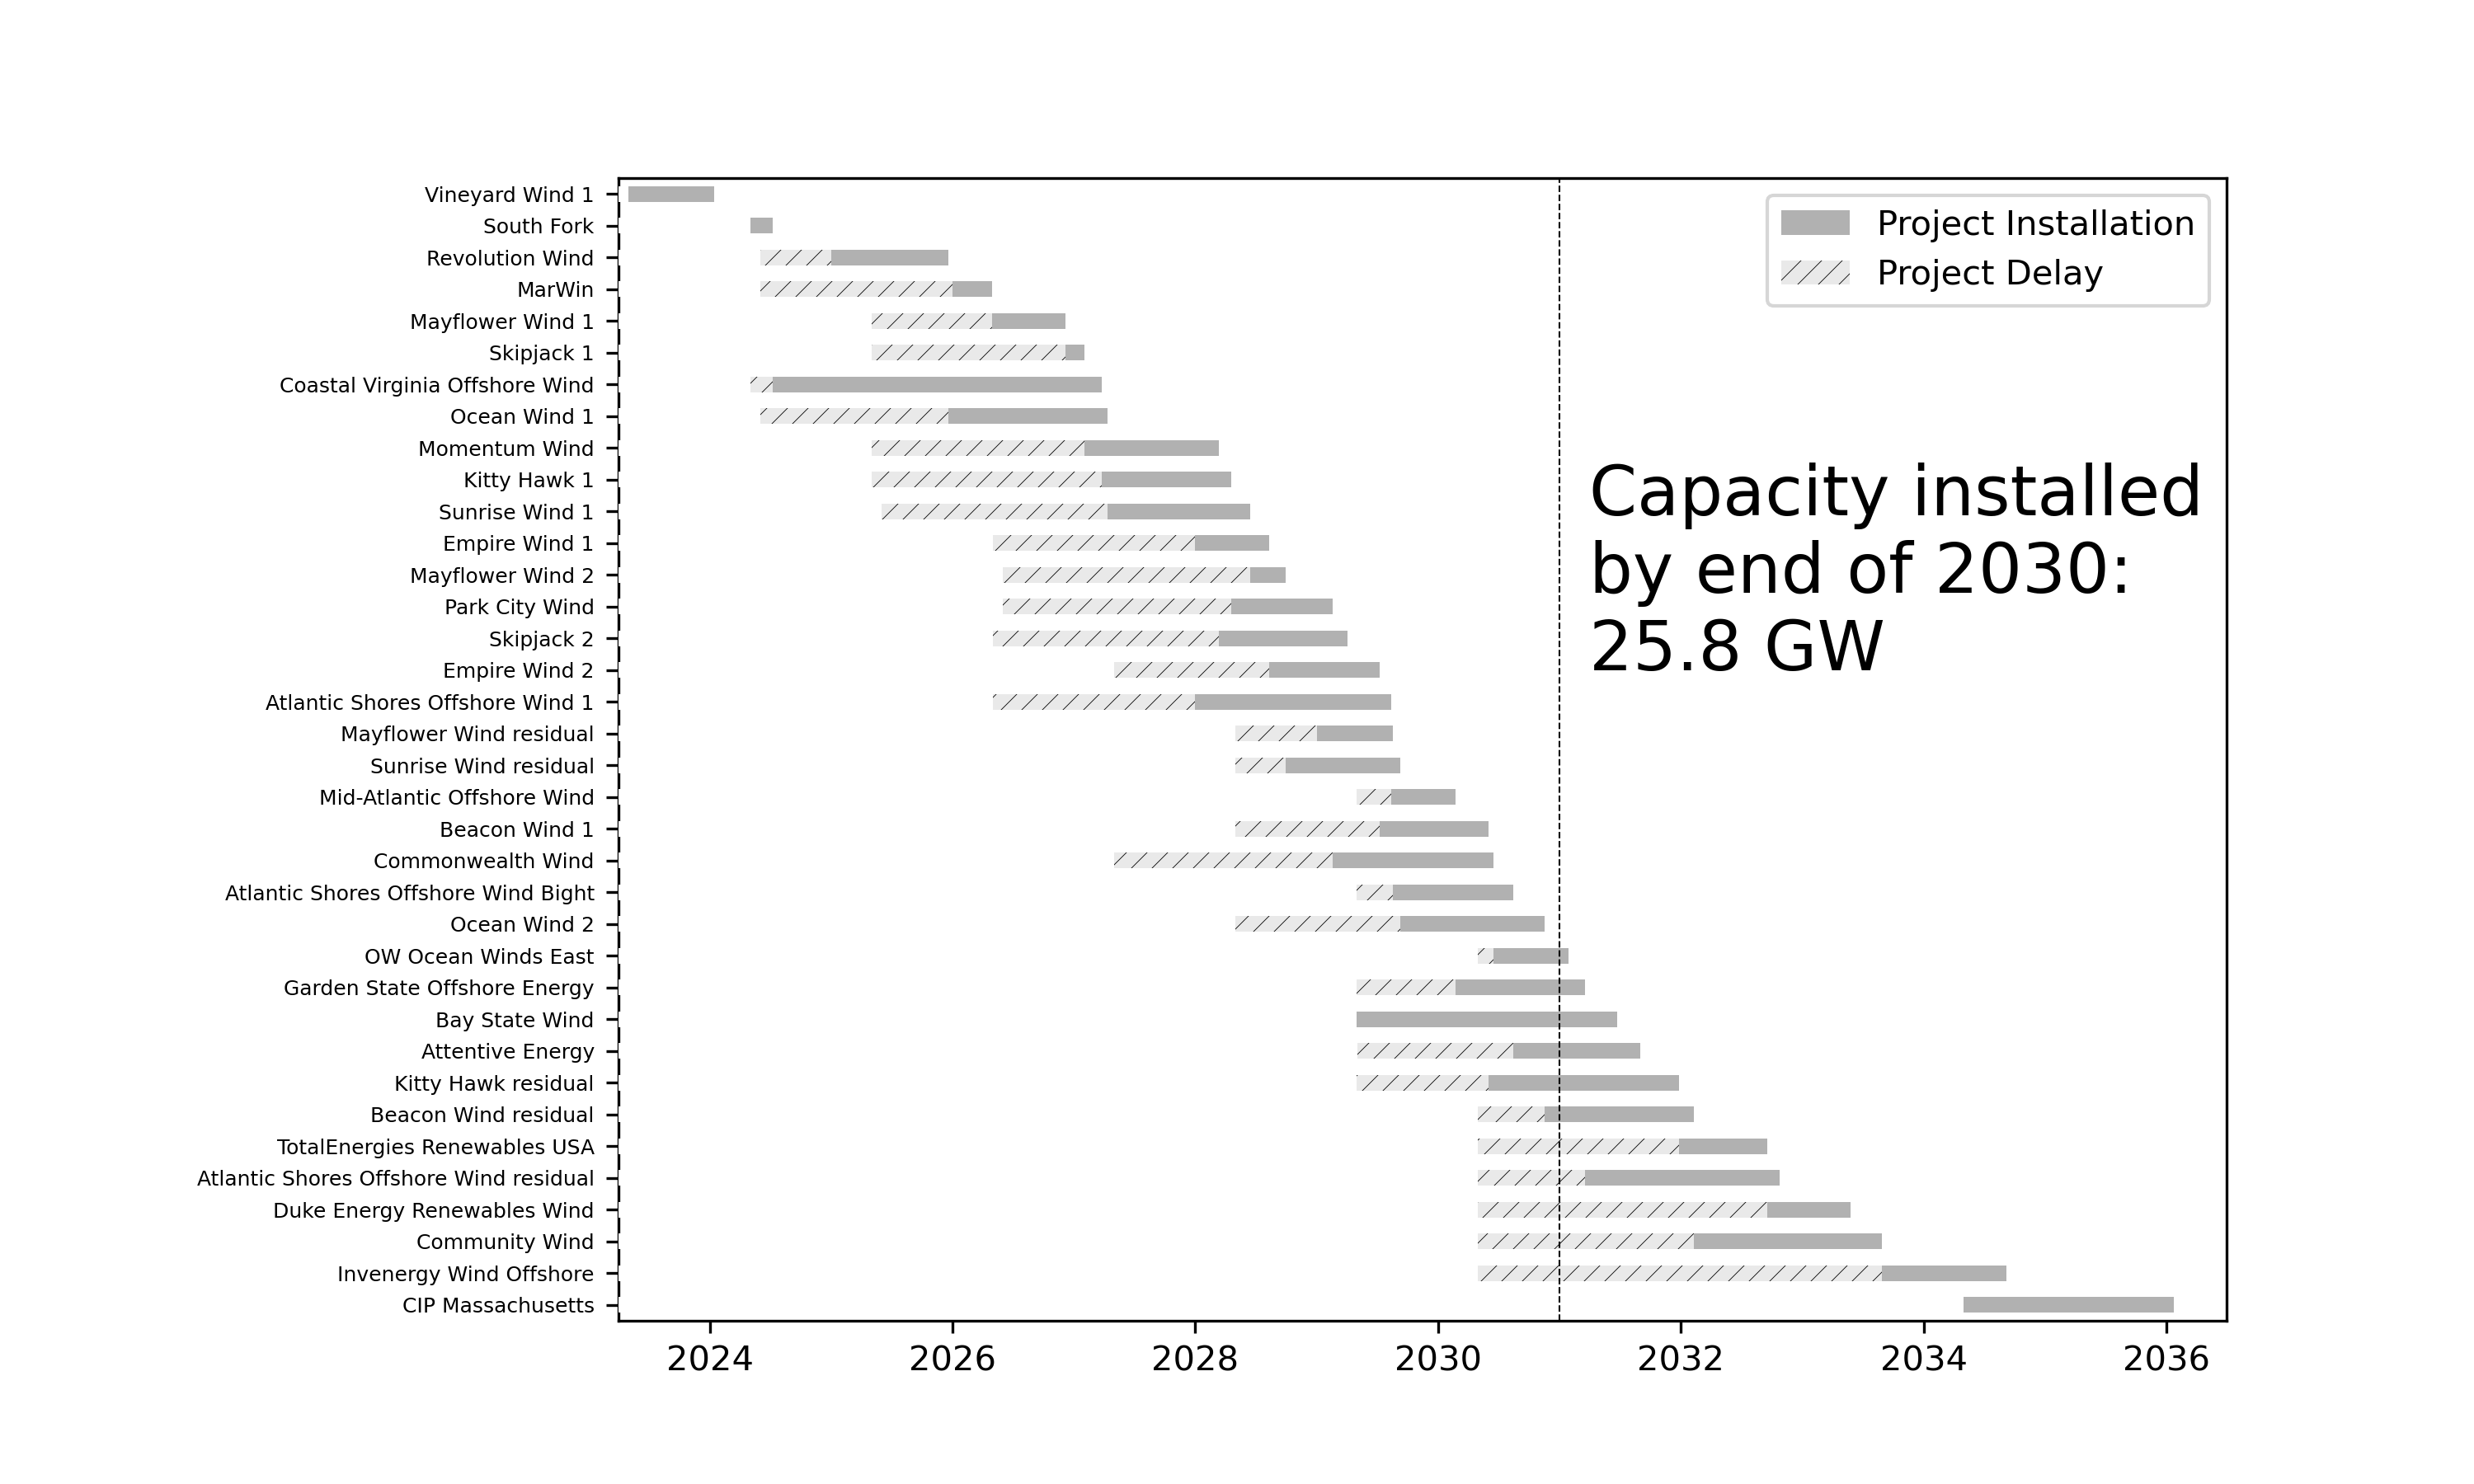 Vineyard Wind 1
South Fork
Revolution Wind
MarWin
Mayflower Wind 1
Skipjack 1
Coastal Virginia Offshore Wind
Ocean Wind 1
Momentum Wind
Kitty Hawk 1
Sunrise Wind 1
Empire Wind 1
Mayflower Wind 2
Park City Wind
Skipjack 2
Empire Wind 2
Atlantic Shores Offshore Wind 1
Mayflower Wind residual
Sunrise Wind residual
Mid-Atlantic Offshore Wind
Beacon Wind 1
Commonwealth Wind
Atlantic Shores Offshore Wind Bight
Ocean Wind 2
OW Ocean Winds East
Garden State Offshore Energy
Bay State Wind
Attentive Energy
Kitty Hawk residual
Beacon Wind residual
TotalEnergies Renewables USA
Atlantic Shores Offshore Wind residual
Duke Energy Renewables Wind
Community Wind
Invenergy Wind Offshore
CIP Massachusetts
Project Installation
Project Delay
Capacity installed
by end of 2030:
25.8 GW
2024 2026 2028 2030 2032 2034 2036